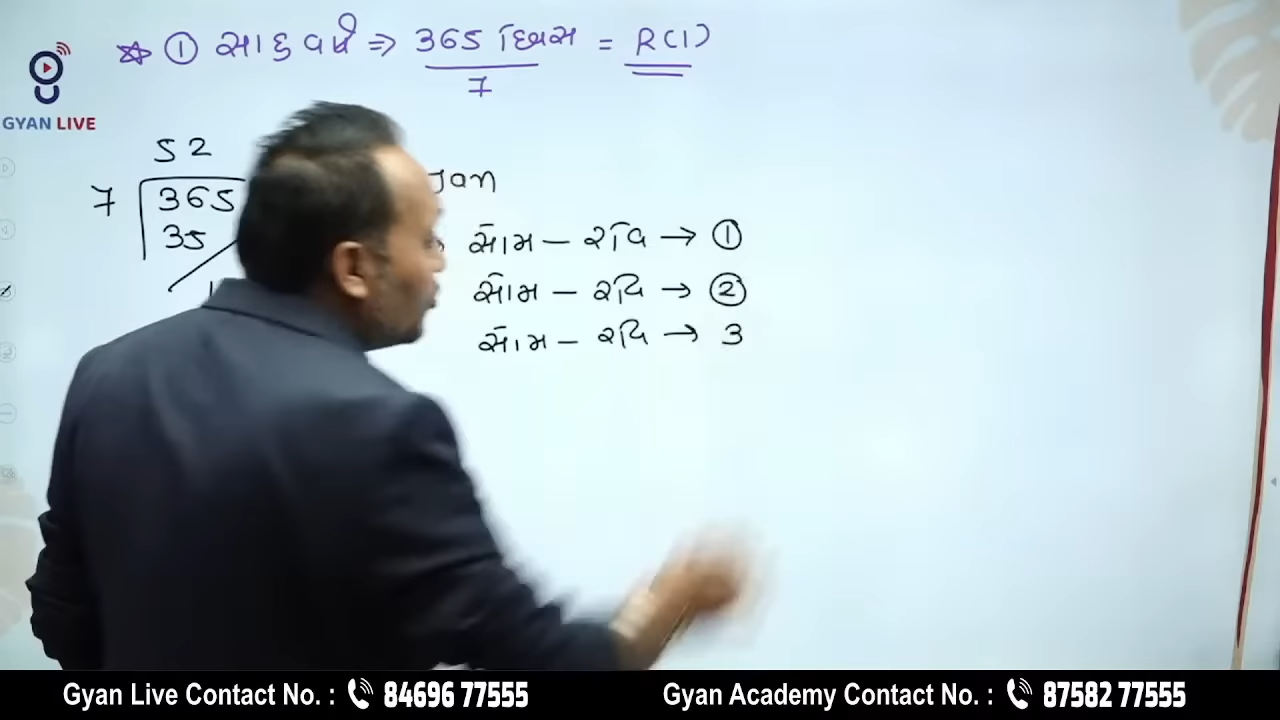 ☆ ① સાદુ વર્ષ ⇒ 365 દિવસ = R(1)
7
GYAN LIVE
52
7 365
35
1
Jan
સોમ – રવિ → ①
સોમ – રવિ → ②
સોમ – રવિ → 3
Gyan Live Contact No. : 84696 77555
Gyan Academy Contact No. : 87582 77555